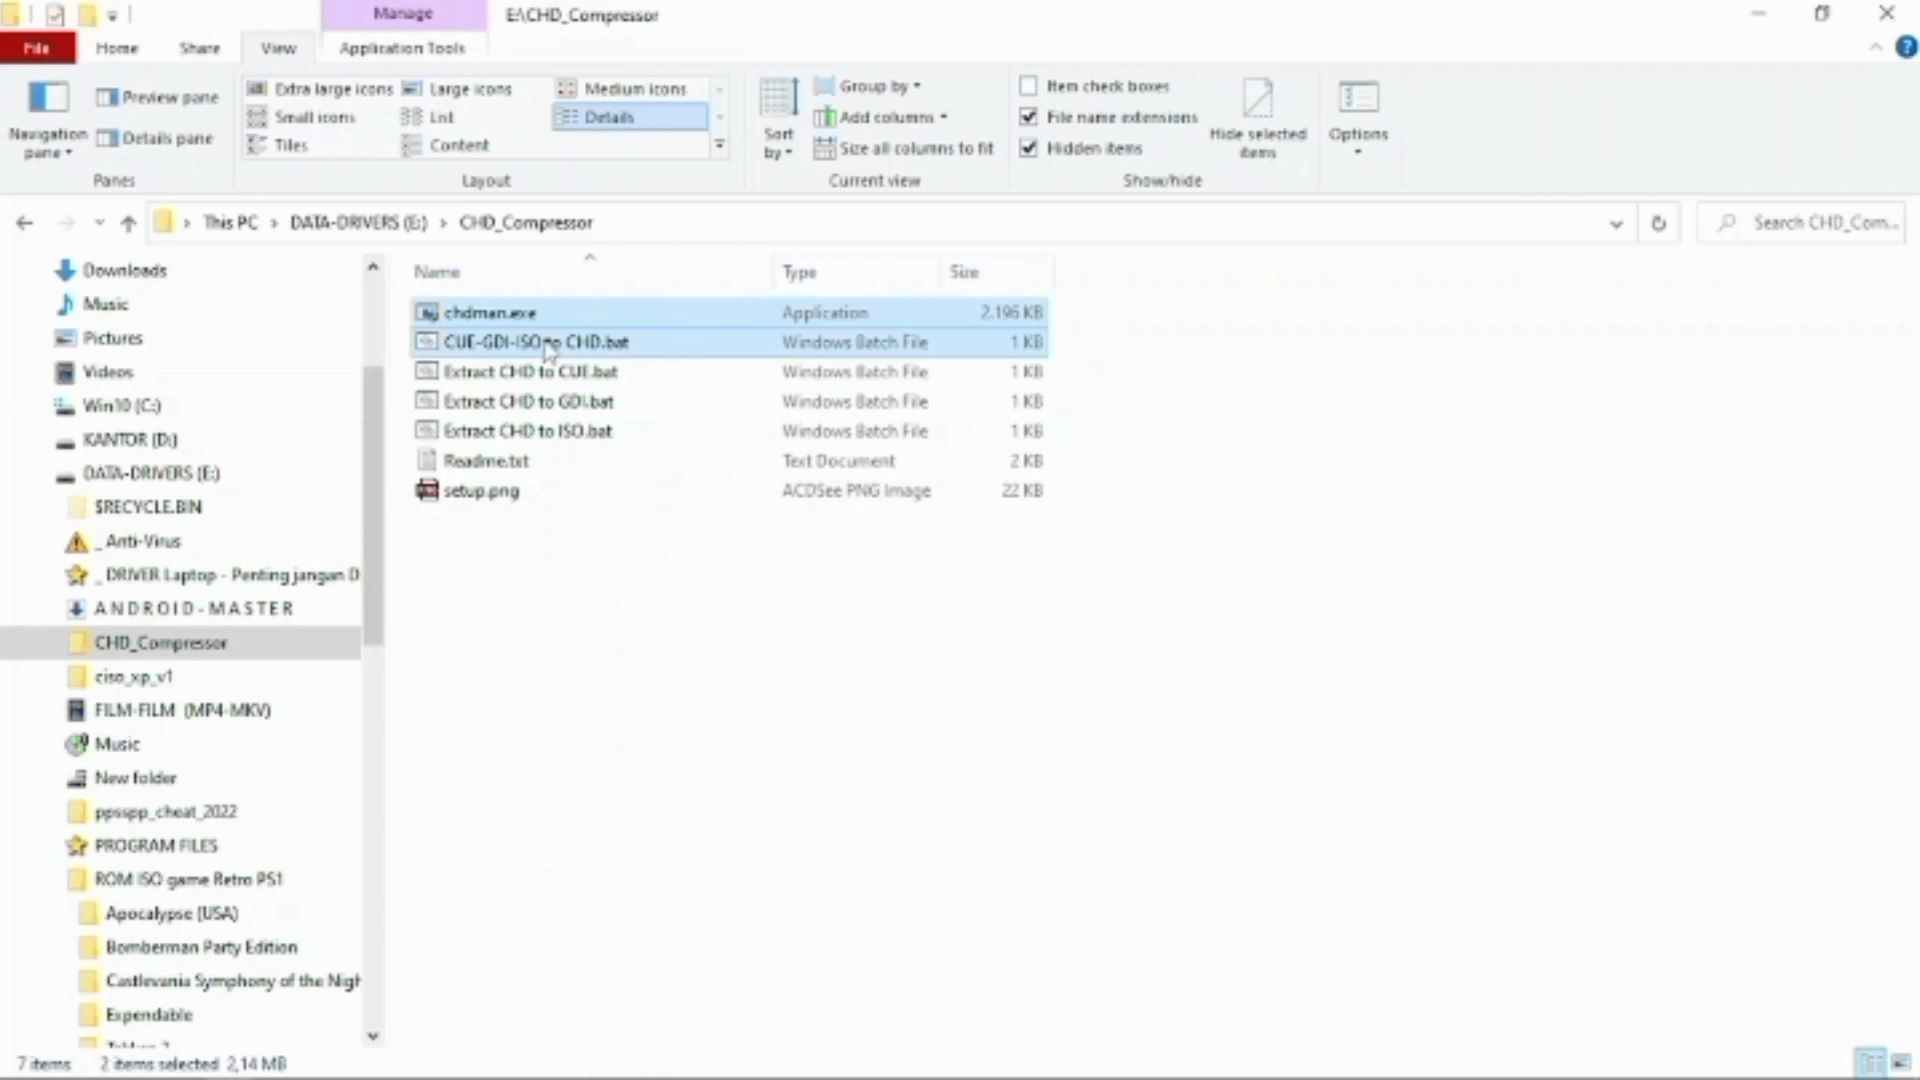 Manage
E:\CHD_Compressor
File
Home
Share
View
Application Tools
Navigation pane
Preview pane
Details pane
Panes
Extra large icons
Large icons
Medium icons
Small icons
List
Details
Tiles
Content
Layout
Sort by
Group by
Add columns
Size all columns to fit
Current view
Item check boxes
File name extensions
Hidden items
Hide selected items
Show/hide
Options
This PC › DATA-DRIVERS (E:) › CHD_Compressor
Search CHD_Com...
Downloads
Music
Pictures
Videos
Win10 (C:)
KANTOR (D:)
DATA-DRIVERS (E:)
$RECYCLE.BIN
_ Anti-Virus
_ DRIVER Laptop - Penting jangan D
A N D R O I D - M A S T E R
CHD_Compressor
ciso_xp_v1
FILM-FILM (MP4-MKV)
Music
New folder
ppsspp_cheat_2022
PROGRAM FILES
ROM ISO game Retro PS1
Apocalypse (USA)
Bomberman Party Edition
Castlevania Symphony of the Nigh
Expendable
Name Type Size
chdman.exe Application 2.196 KB
CUE-GDI-ISO to CHD.bat Windows Batch File 1 KB
Extract CHD to CUE.bat Windows Batch File 1 KB
Extract CHD to GDI.bat Windows Batch File 1 KB
Extract CHD to ISO.bat Windows Batch File 1 KB
Readme.txt Text Document 2 KB
setup.png ACDSee PNG Image 22 KB
7 items 2 items selected 2,14 MB